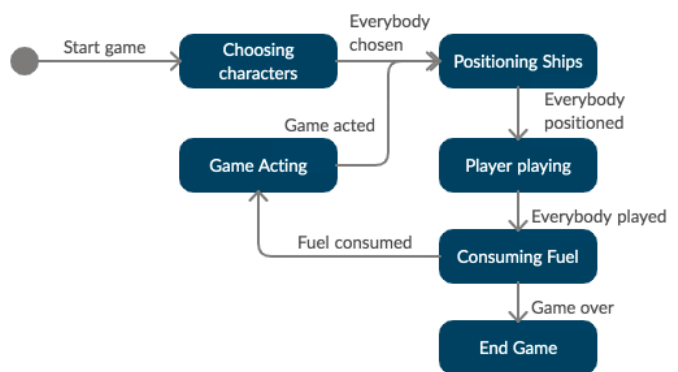 Everybody
chosen
Start game
Choosing
characters
Positioning Ships
Everybody
positioned
Game acted
Game Acting
Player playing
Everybody played
Fuel consumed
Consuming Fuel
Game over
End Game